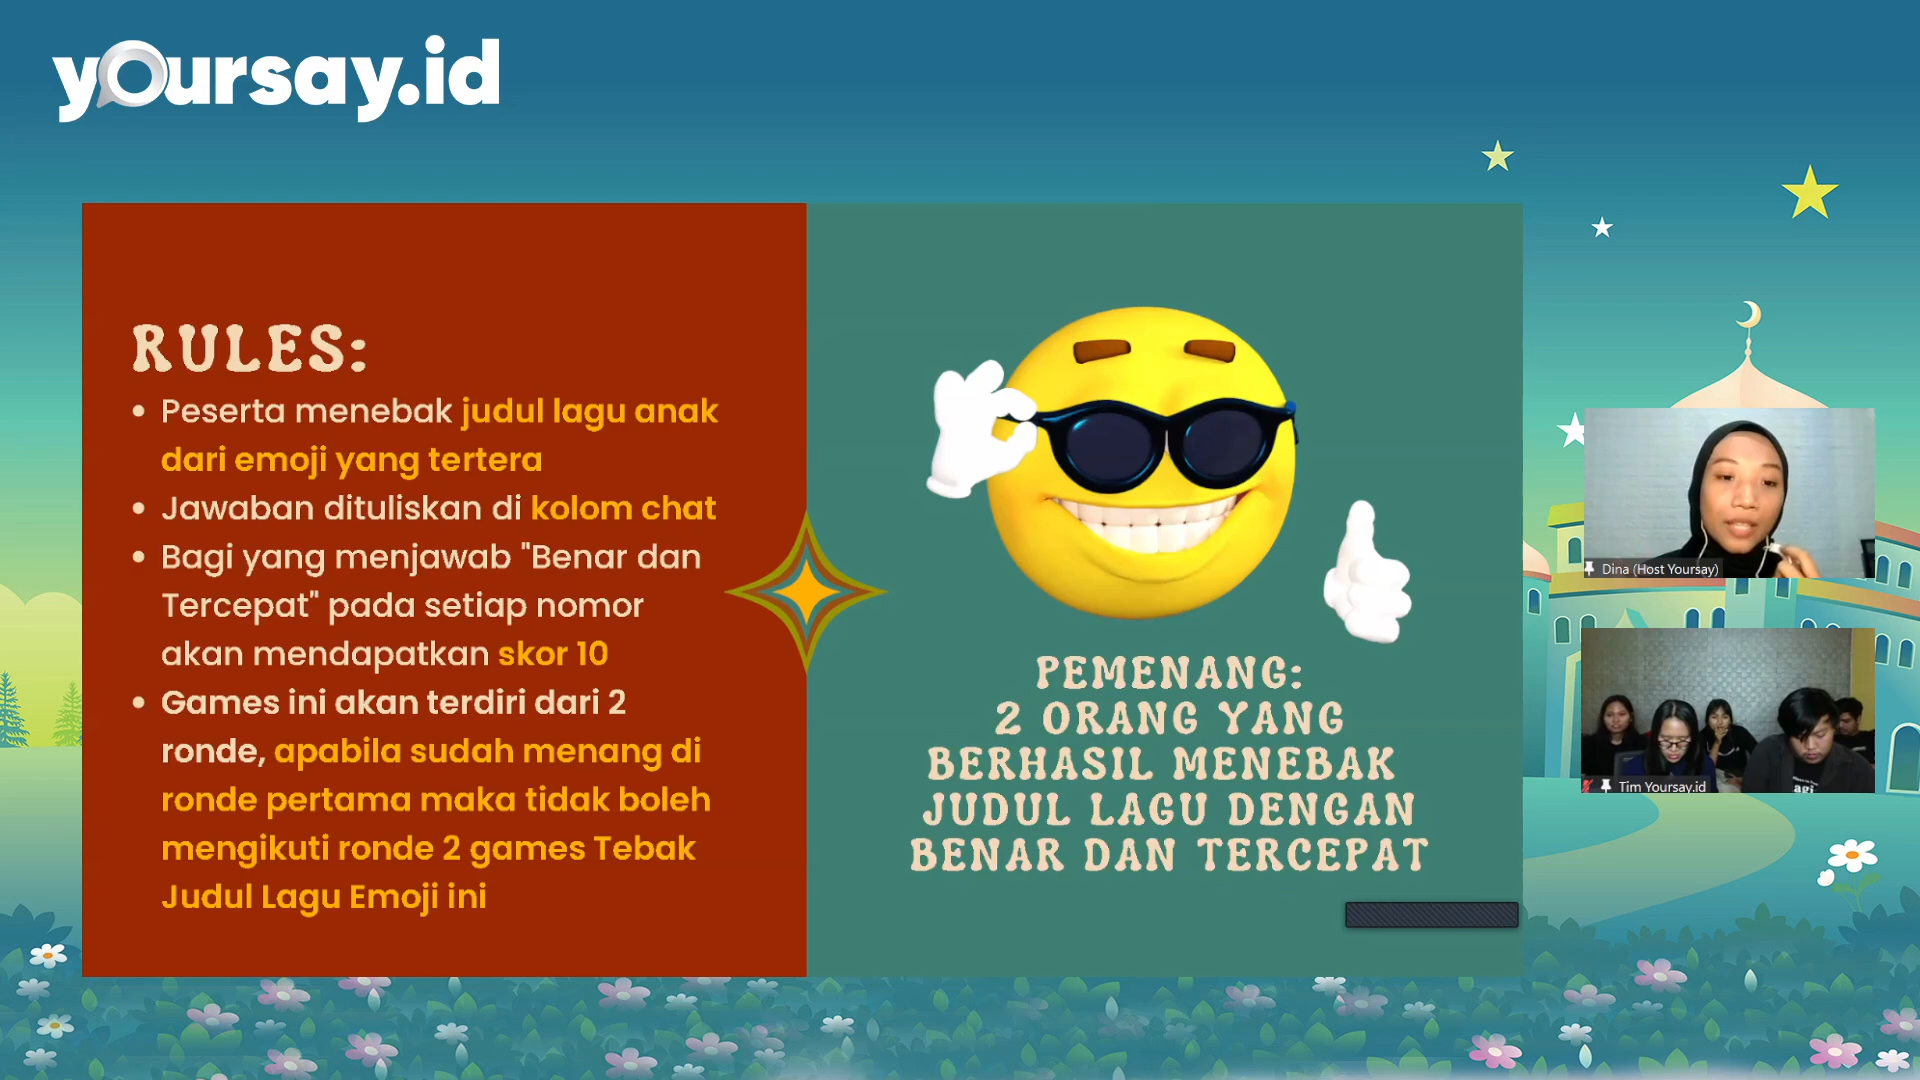 yoursay.id
RULES:
• Peserta menebak judul lagu anak
dari emoji yang tertera
• Jawaban dituliskan di kolom chat
• Bagi yang menjawab "Benar dan
Tercepat" pada setiap nomor
akan mendapatkan skor 10
• Games ini akan terdiri dari 2
ronde, apabila sudah menang di
ronde pertama maka tidak boleh
mengikuti ronde 2 games Tebak
Judul Lagu Emoji ini
PEMENANG:
2 ORANG YANG
BERHASIL MENEBAK
JUDUL LAGU DENGAN
BENAR DAN TERCEPAT
Dina (Host Yoursay)
Tim Yoursay.id